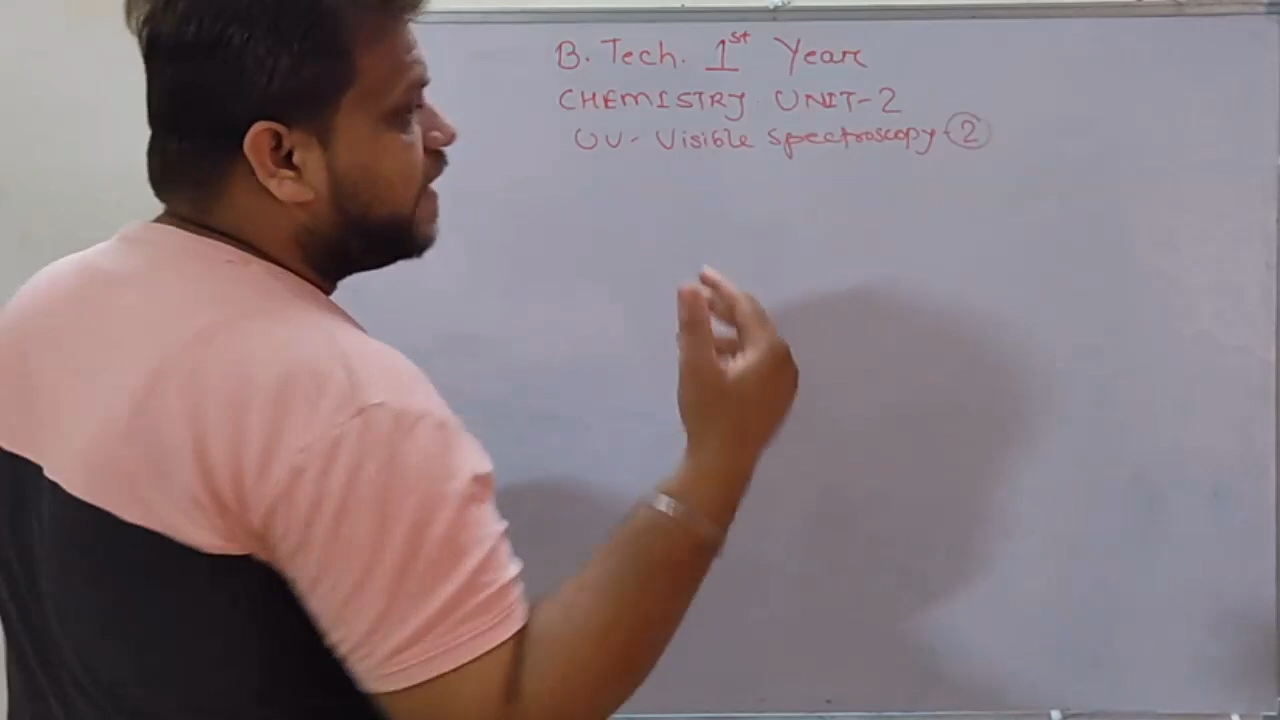 B. Tech. 1st Year
CHEMISTRY UNIT-2
UV- Visible Spectroscopy-2